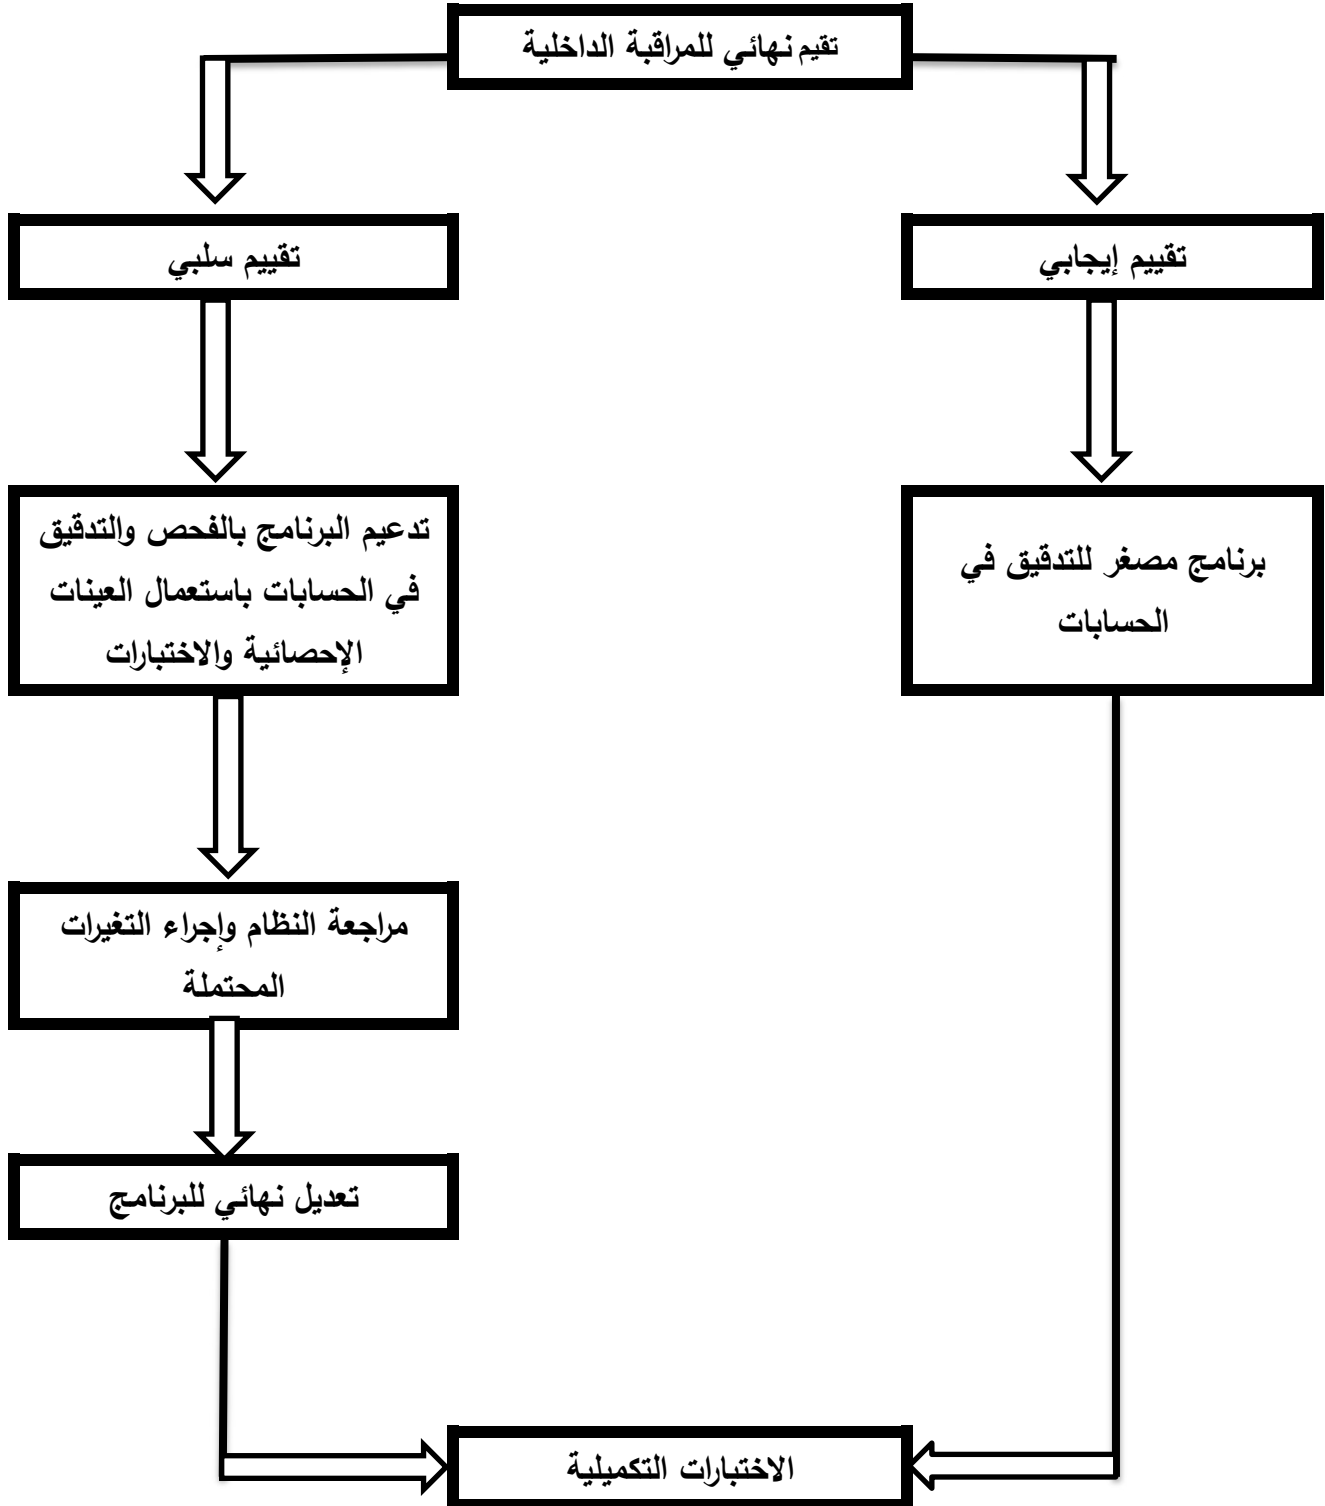 تقيم نهائي للمراقبة الداخلية
تقييم إيجابي
تقييم سلبي
برنامج مصغر للتدقيق في
الحسابات
تدعيم البرنامج بالفحص والتدقيق
في الحسابات باستعمال العينات
الإحصائية والاختبارات
مراجعة النظام وإجراء التغيرات
المحتملة
تعديل نهائي للبرنامج
الاختبارات التكميلية